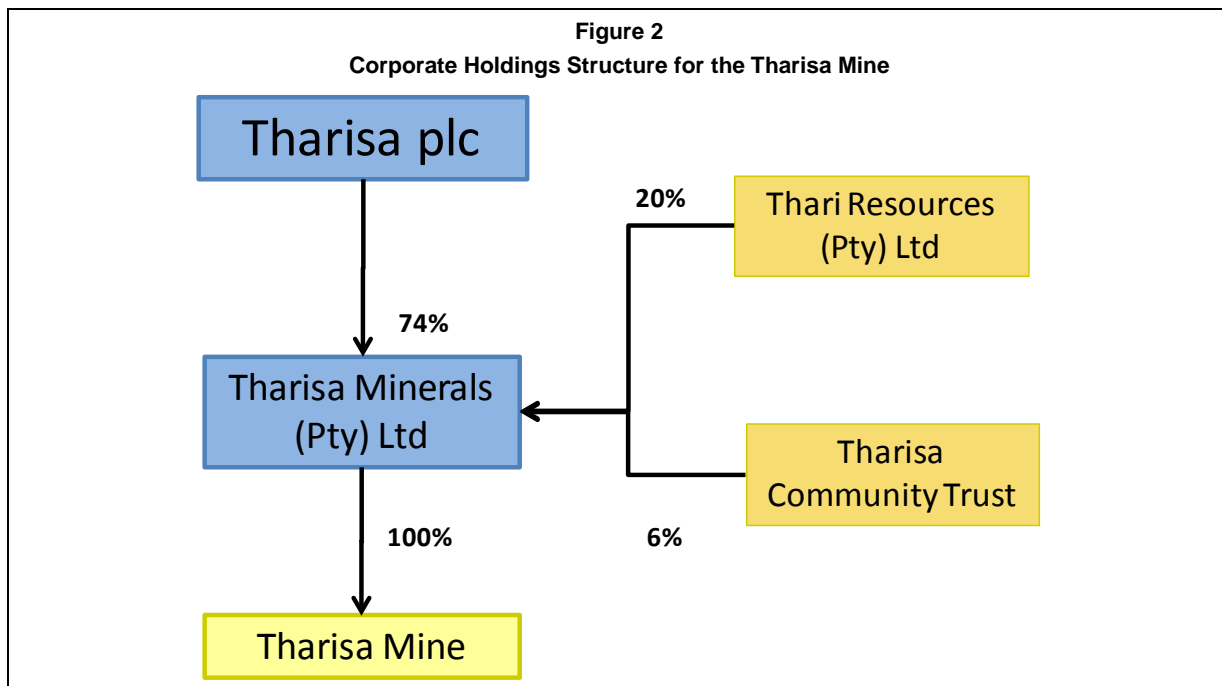 Figure 2
Corporate Holdings Structure for the Tharisa Mine
Tharisa plc
20%
Thari Resources
(Pty) Ltd
74%
Tharisa Minerals
(Pty) Ltd
Tharisa
Community Trust
100%
6%
Tharisa Mine